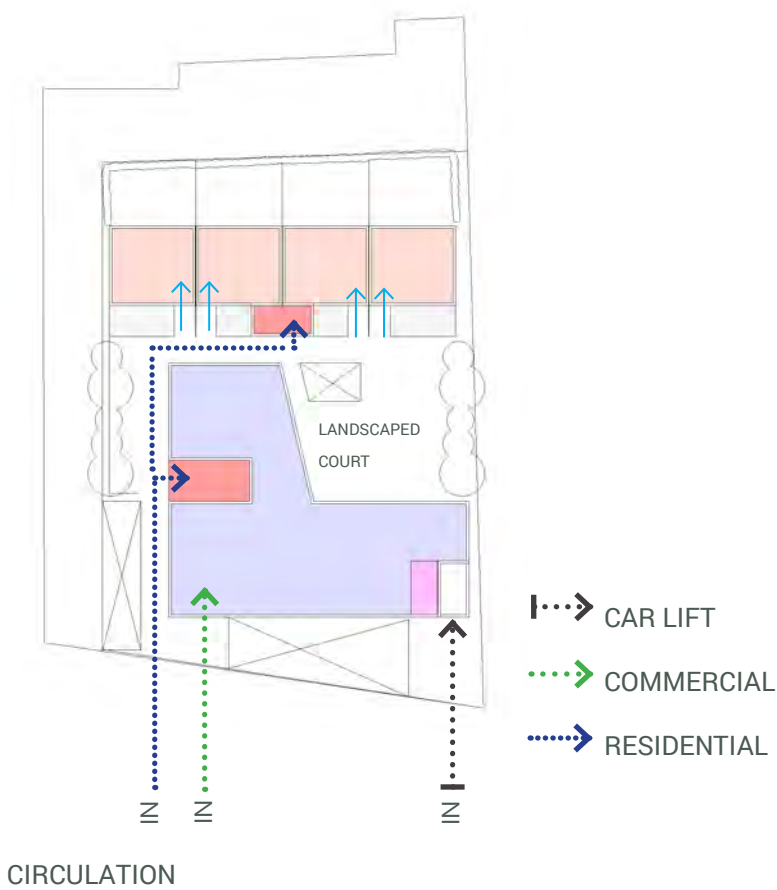 LANDSCAPED
COURT
CAR LIFT
COMMERCIAL
RESIDENTIAL
IN
IN
IN
CIRCULATION